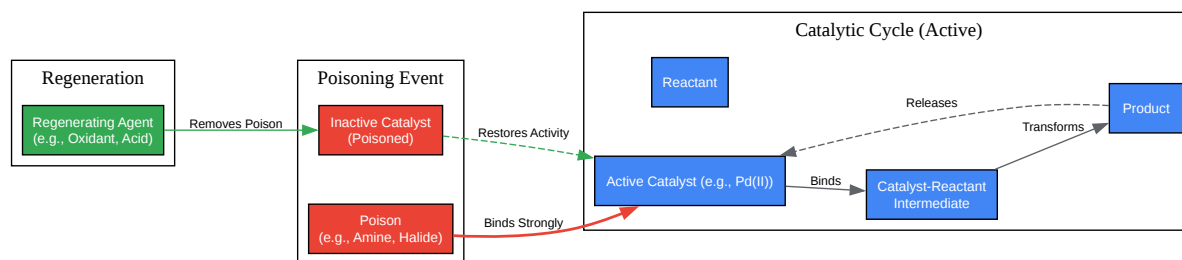 Regeneration
Regenerating Agent
(e.g., Oxidant, Acid)
Removes Poison
Poisoning Event
Inactive Catalyst
(Poisoned)
Restores Activity
Poison
(e.g., Amine, Halide)
Binds Strongly
Catalytic Cycle (Active)
Reactant
Active Catalyst (e.g., Pd(II))
Binds
Catalyst-Reactant
Intermediate
Transforms
Product
Releases